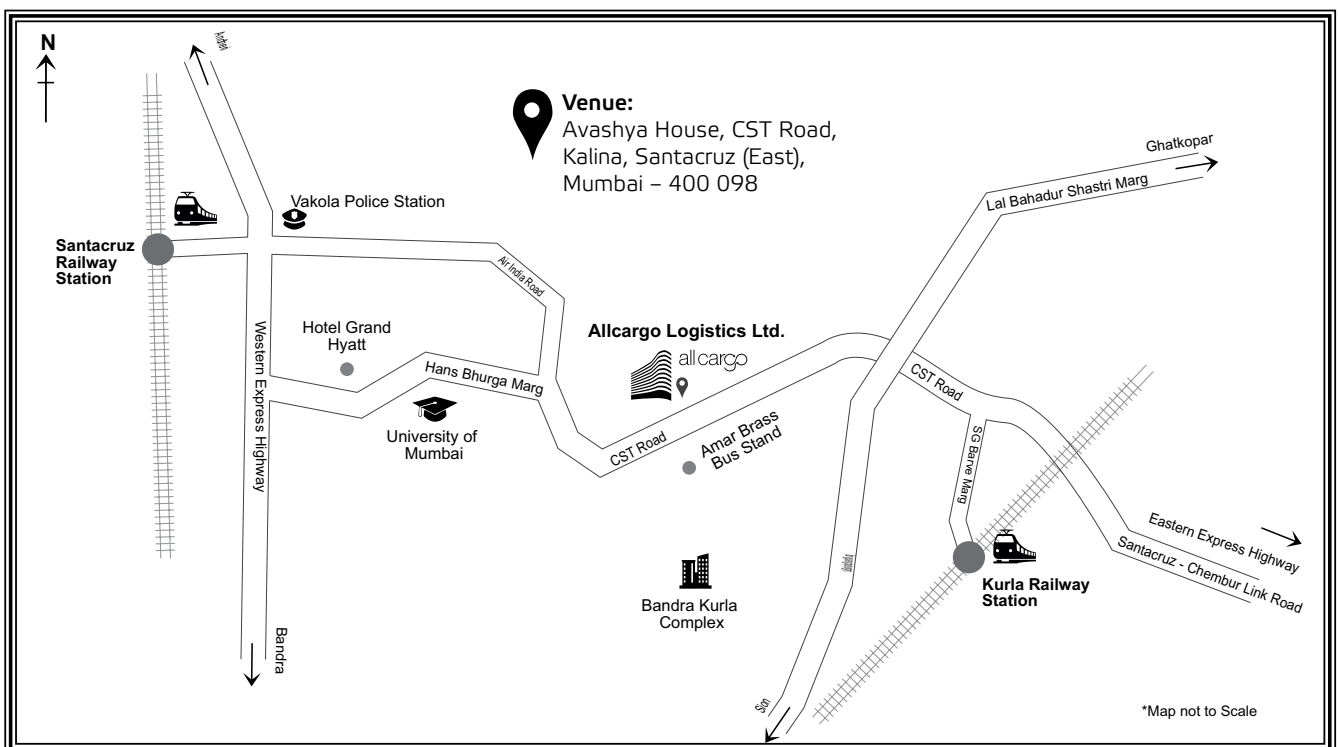 N
Andheri
Venue:
Avashya House, CST Road,
Kalina, Santacruz (East),
Mumbai – 400 098
Ghatkopar
Lal Bahadur Shastri Marg
Vakola Police Station
Santacruz
Railway
Station
Air India Road
Hotel Grand
Hyatt
Western Express Highway
Hans Bhurga Marg
University of
Mumbai
Allcargo Logistics Ltd.
allcargo
CST Road
Amar Brass
Bus Stand
CST Road
SG Barve Marg
Eastern Express Highway
Santacruz - Chembur Link Road
Kurla Railway
Station
Bandra Kurla
Complex
Bandra
Sion
*Map not to Scale